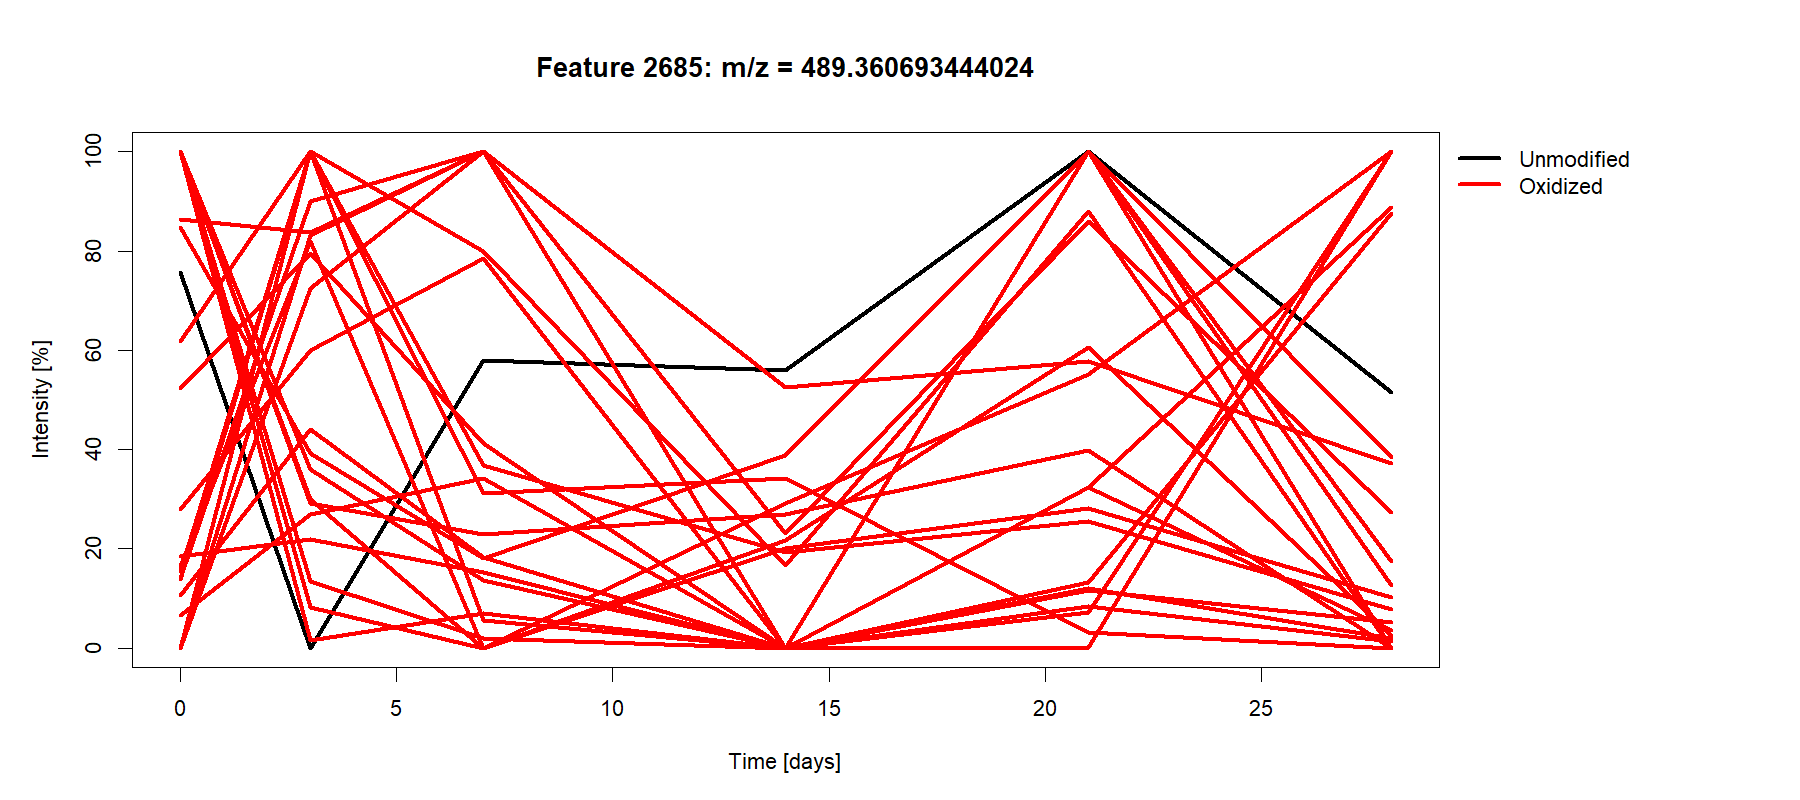 Feature 2685: m/z = 489.360693444024
Unmodified
Oxidized
Intensity [%]
100
80
60
40
20
0
0 5 10 15 20 25
Time [days]